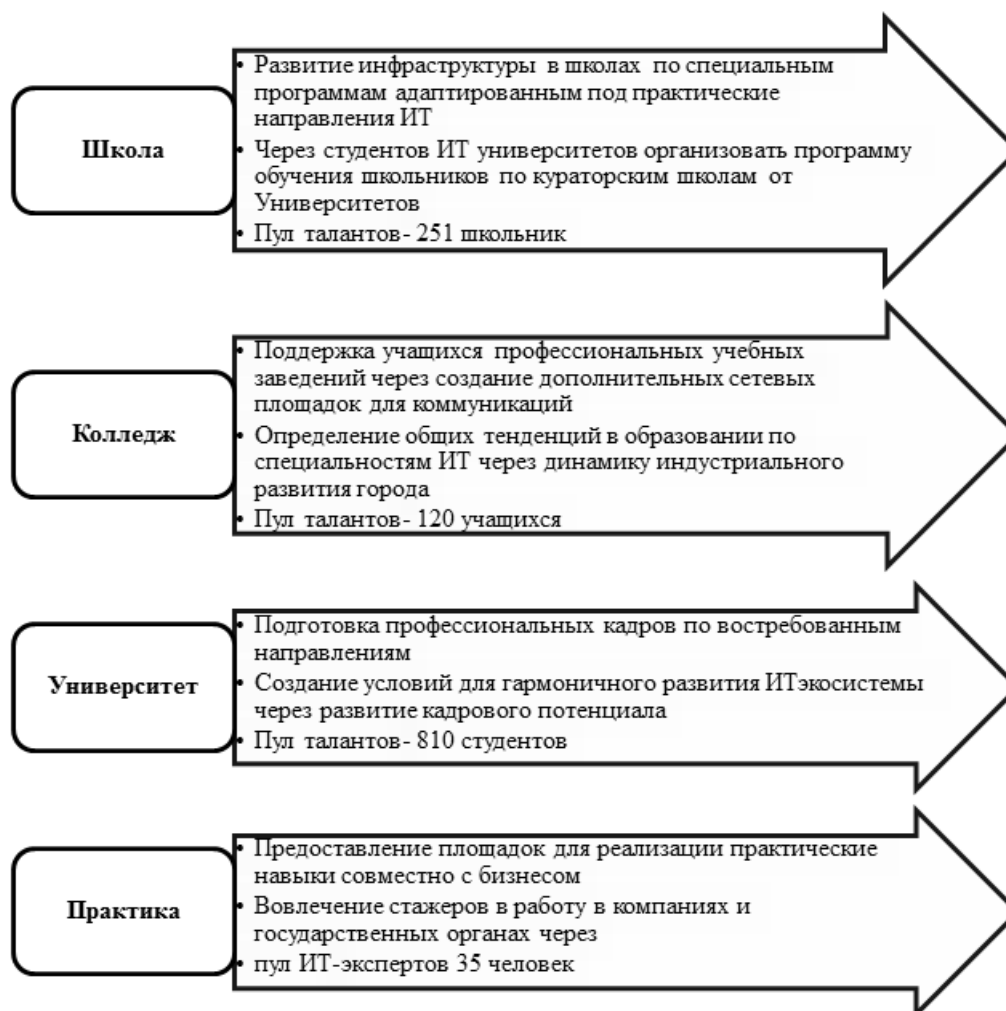 Школа
• Развитие инфраструктуры в школах по специальным
программам адаптированным под практические
направления ИТ
• Через студентов ИТ университетов организовать программу
обучения школьников по кураторским школам от
Университетов
• Пул талантов- 251 школьник
Колледж
• Поддержка учащихся профессиональных учебных
заведений через создание дополнительных сетевых
площадок для коммуникаций
• Определение общих тенденций в образовании по
специальностям ИТ через динамику индустриального
развития города
• Пул талантов- 120 учащихся
Университет
• Подготовка профессиональных кадров по востребованным
направлениям
• Создание условий для гармоничного развития ИТэкосистемы
через развитие кадрового потенциала
• Пул талантов- 810 студентов
Практика
• Предоставление площадок для реализации практические
навыки совместно с бизнесом
• Вовлечение стажеров в работу в компаниях и
государственных органах через
• пул ИТ-экспертов 35 человек